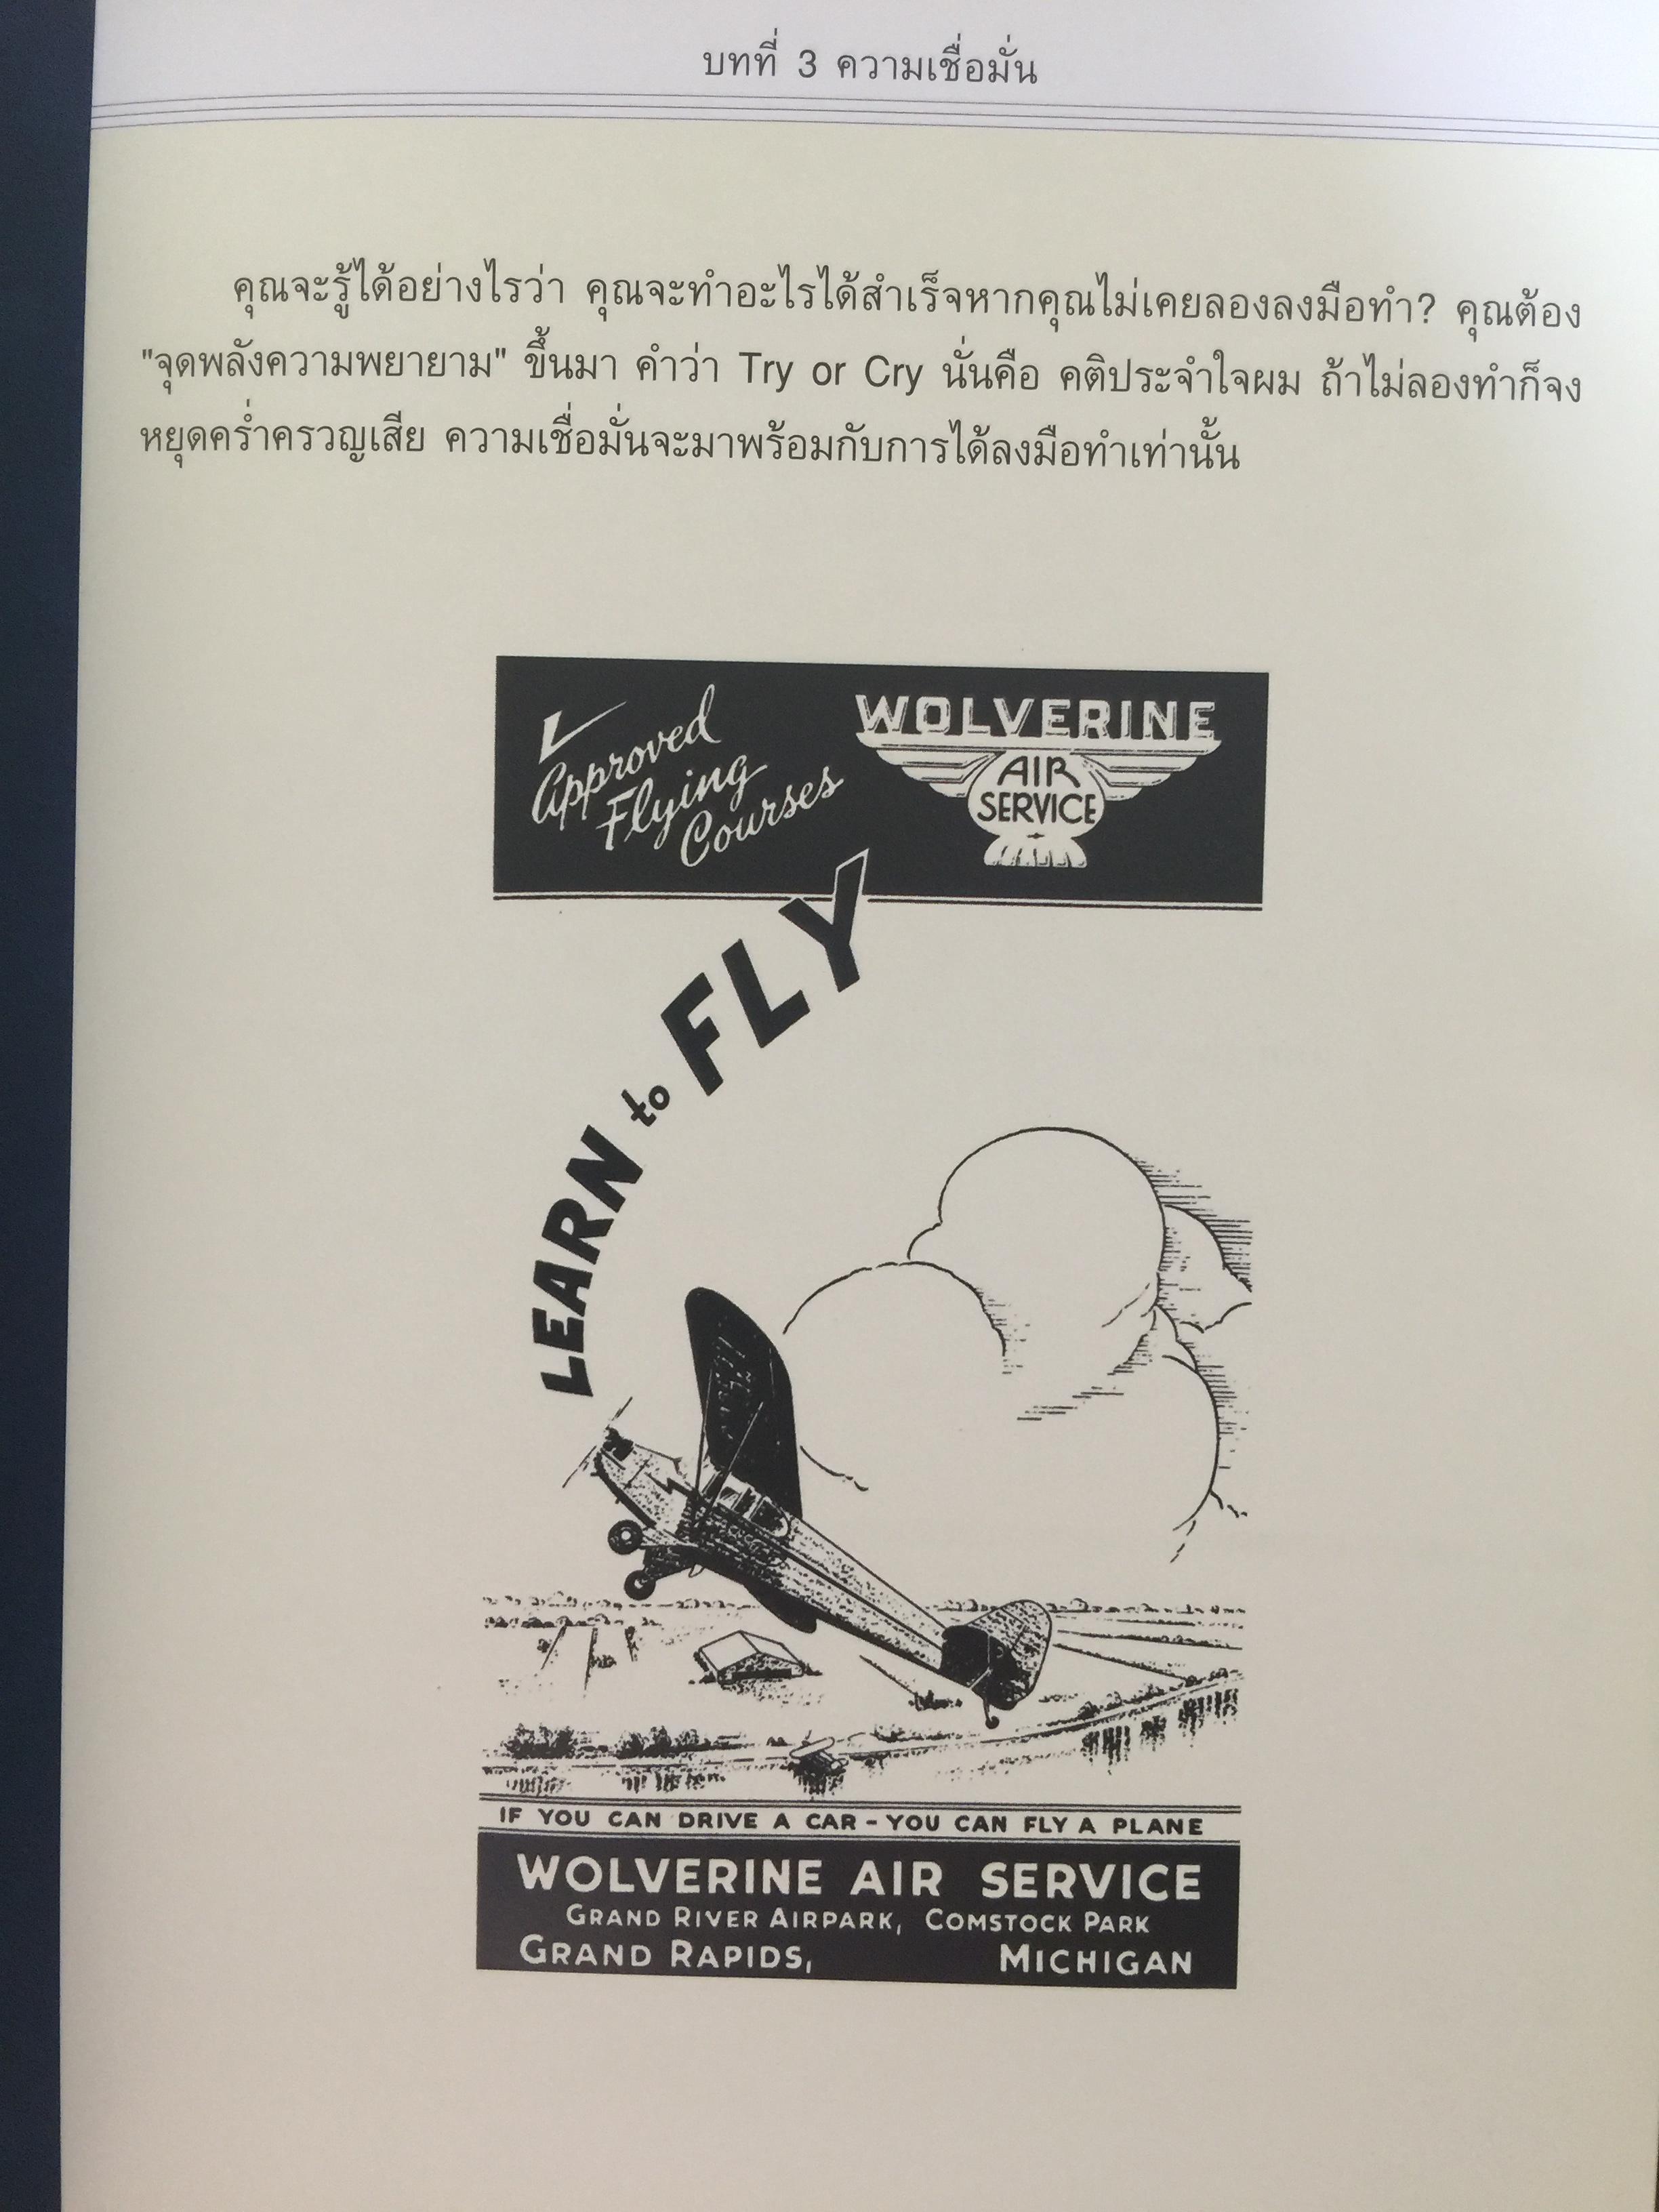 บทที่ 3 ความเชื่อมั่น
คุณจะรู้ได้อย่างไรว่า คุณจะทำอะไรได้สำเร็จหากคุณไม่เคยลองลงมือทำ? คุณต้อง
"จุดพลังความพยายาม" ขึ้นมา คำว่า Try or Cry นั่นคือ คติประจำใจผม ถ้าไม่ลองทำก็จง
หยุดคร่ำครวญเสีย ความเชื่อมั่นจะมาพร้อมกับการได้ลงมือทำเท่านั้น
Approved
Flying
Courses
WOLVERINE
AIR
SERVICE
LEARN to FLY
IF YOU CAN DRIVE A CAR - YOU CAN FLY A PLANE
WOLVERINE AIR SERVICE
GRAND RIVER AIRPARK, COMSTOCK PARK
GRAND RAPIDS, MICHIGAN